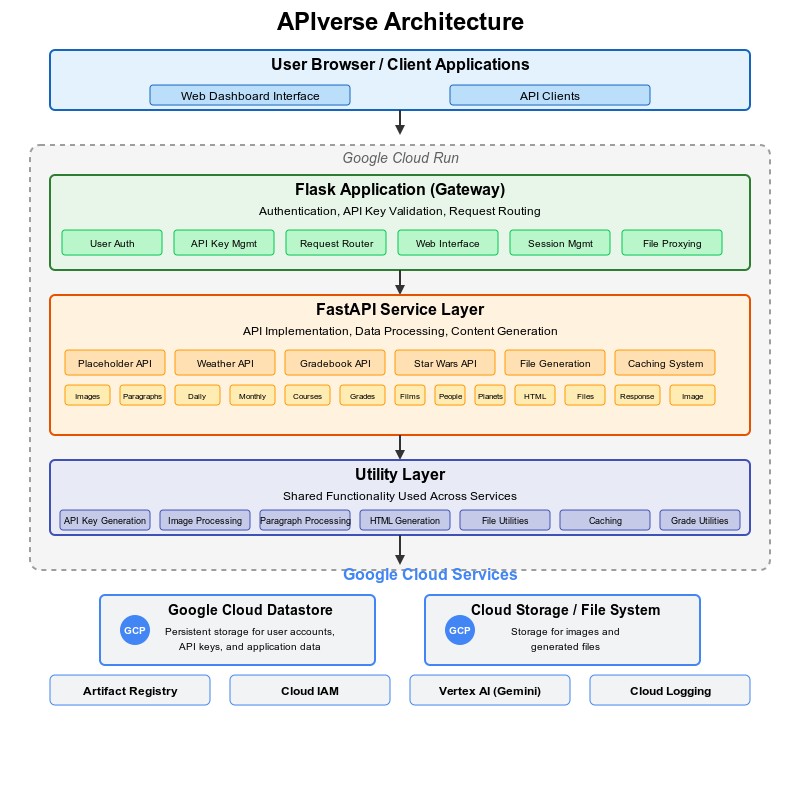 APIverse Architecture
User Browser / Client Applications
Web Dashboard Interface
API Clients
Google Cloud Run
Flask Application (Gateway)
Authentication, API Key Validation, Request Routing
User Auth
API Key Mgmt
Request Router
Web Interface
Session Mgmt
File Proxying
FastAPI Service Layer
API Implementation, Data Processing, Content Generation
Placeholder API
Weather API
Gradebook API
Star Wars API
File Generation
Caching System
Images
Paragraphs
Daily
Monthly
Courses
Grades
Films
People
Planets
HTML
Files
Response
Image
Utility Layer
Shared Functionality Used Across Services
API Key Generation
Image Processing
Paragraph Processing
HTML Generation
File Utilities
Caching
Grade Utilities
Google Cloud Services
GCP
Google Cloud Datastore
Persistent storage for user accounts,
API keys, and application data
GCP
Cloud Storage / File System
Storage for images and
generated files
Artifact Registry
Cloud IAM
Vertex AI (Gemini)
Cloud Logging